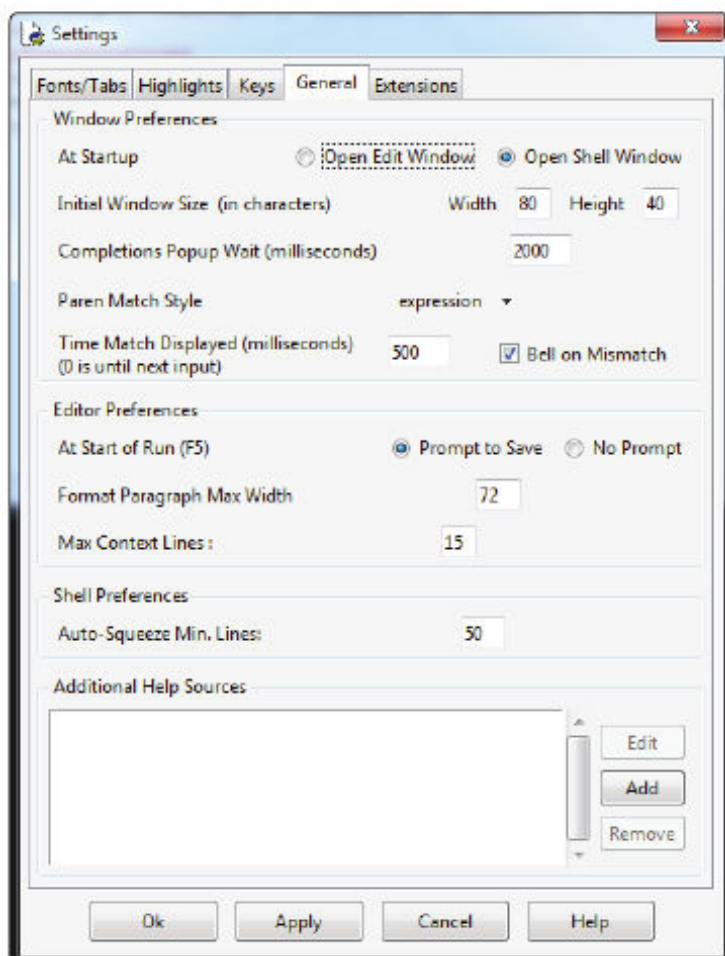 Settings
Fonts/Tabs Highlights Keys General Extensions
Window Preferences
At Startup Open Edit Window Open Shell Window
Initial Window Size (in characters) Width 80 Height 40
Completions Popup Wait (milliseconds) 2000
Paren Match Style expression
Time Match Displayed (milliseconds)
(0 is until next input) 500 Bell on Mismatch
Editor Preferences
At Start of Run (F5) Prompt to Save No Prompt
Format Paragraph Max Width 72
Max Context Lines : 15
Shell Preferences
Auto-Squeeze Min. Lines: 50
Additional Help Sources
Edit
Add
Remove
Ok Apply Cancel Help